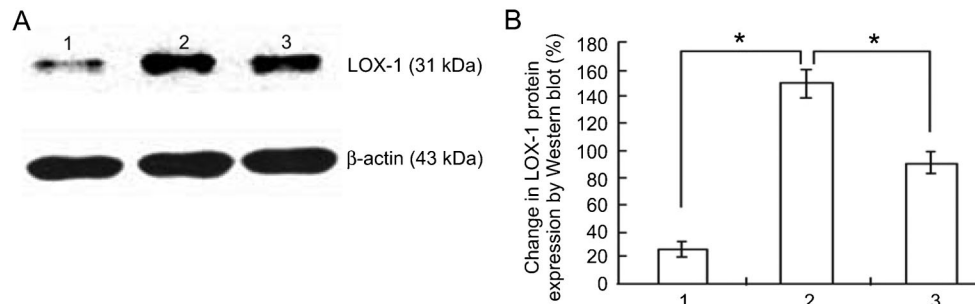 A
1 2 3
LOX-1 (31 kDa)
β-actin (43 kDa)
B
Change in LOX-1 protein
expression by Western blot (%)
180
160
140
120
100
80
60
40
20
0
* *
1 2 3